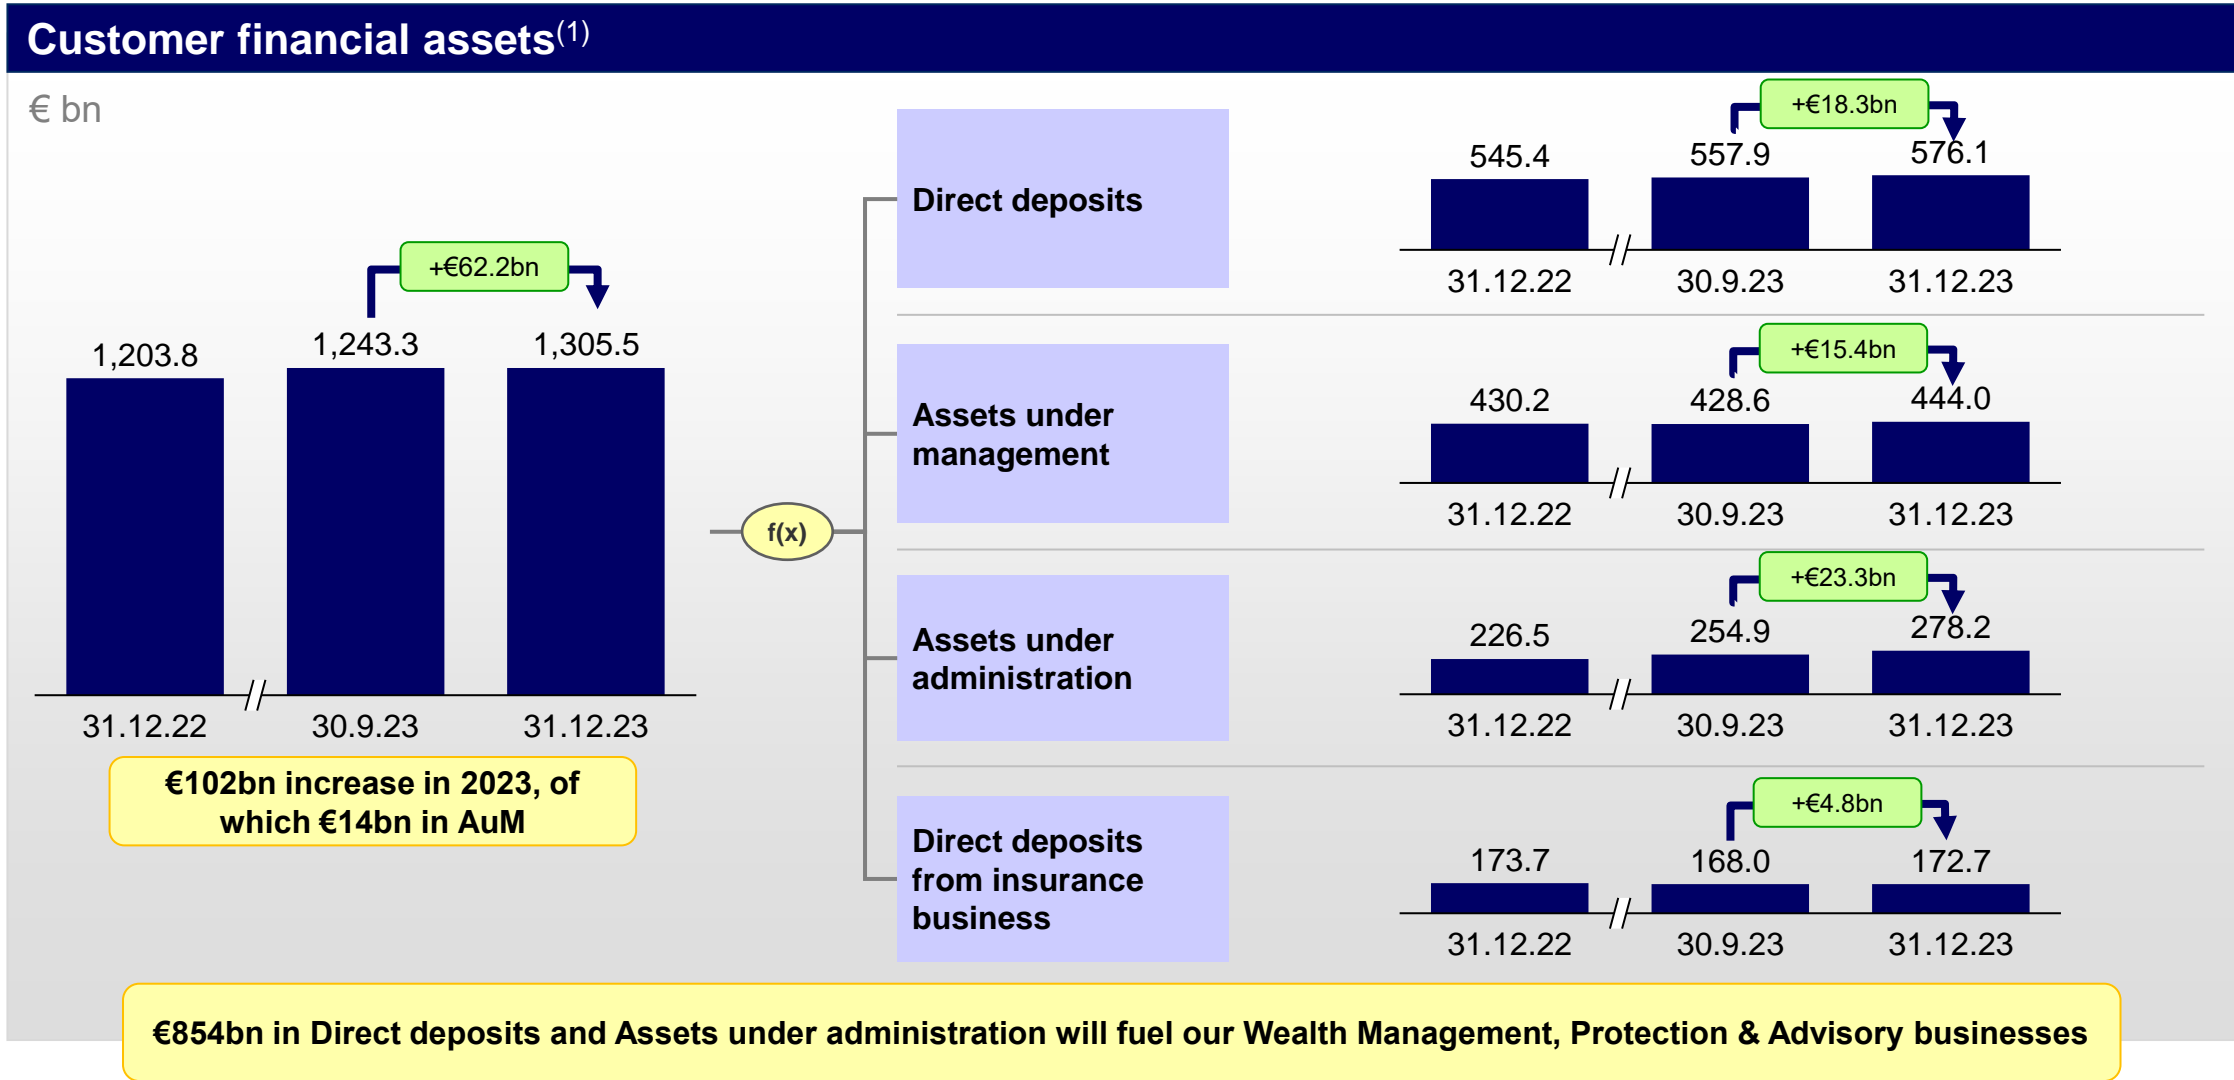 Customer financial assets(1)
€ bn
+€62.2bn
1,203.8 1,243.3 1,305.5
31.12.22 30.9.23 31.12.23
€102bn increase in 2023, of
which €14bn in AuM
f(x)
Direct deposits
+€18.3bn
545.4 557.9 576.1
31.12.22 30.9.23 31.12.23
Assets under
management
+€15.4bn
430.2 428.6 444.0
31.12.22 30.9.23 31.12.23
Assets under
administration
+€23.3bn
226.5 254.9 278.2
31.12.22 30.9.23 31.12.23
Direct deposits
from insurance
business
+€4.8bn
173.7 168.0 172.7
31.12.22 30.9.23 31.12.23
€854bn in Direct deposits and Assets under administration will fuel our Wealth Management, Protection & Advisory businesses